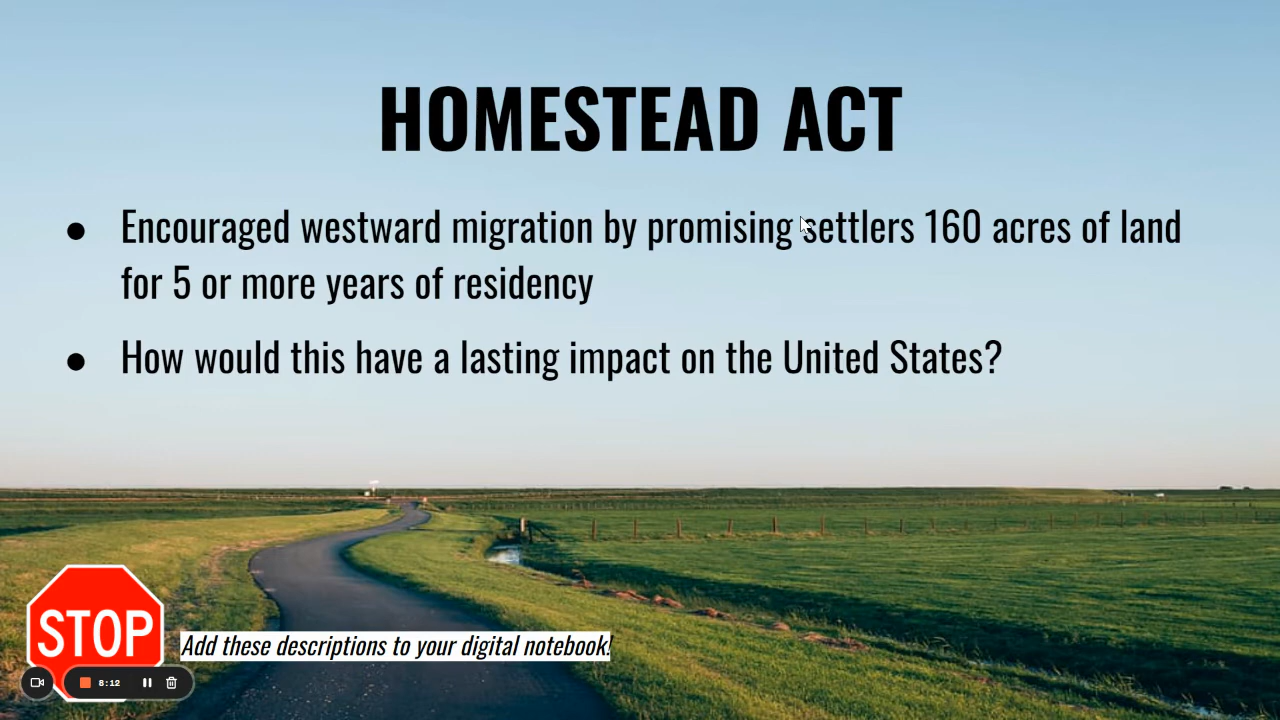 HOMESTEAD ACT
● Encouraged westward migration by promising settlers 160 acres of land
for 5 or more years of residency
● How would this have a lasting impact on the United States?
STOP
Add these descriptions to your digital notebook!
8:12